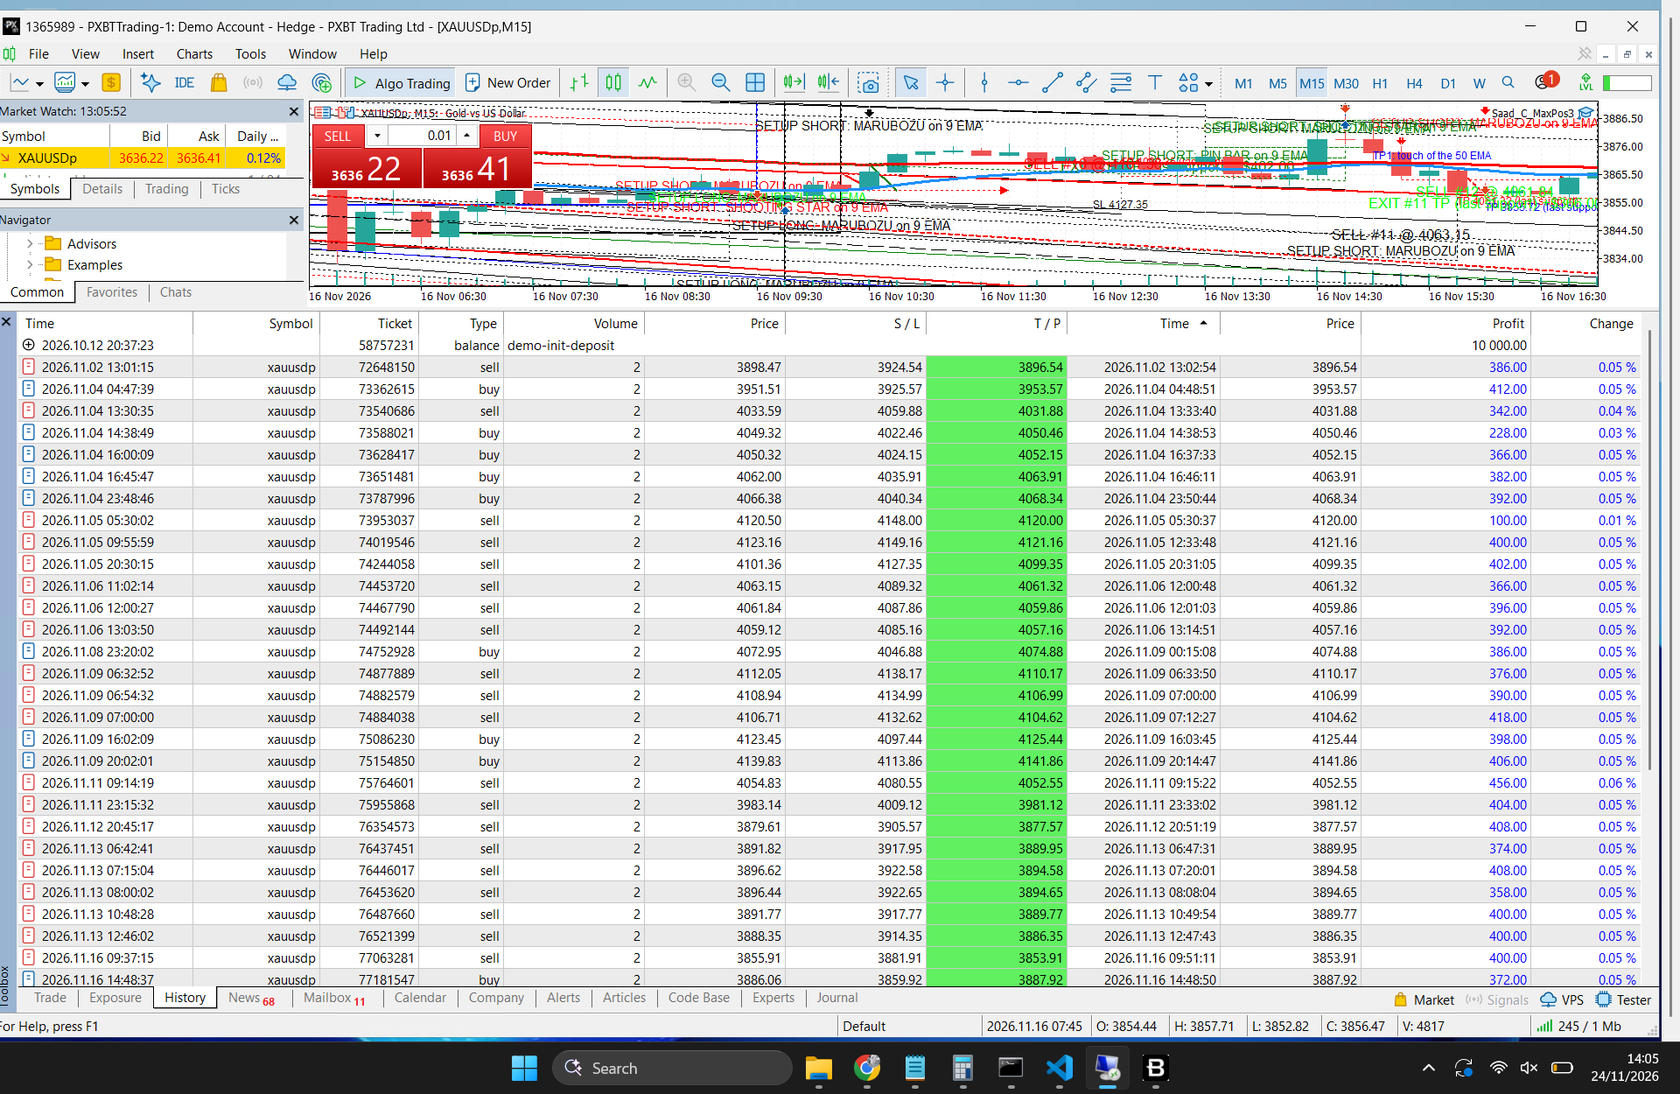 1365989 - PXBTTrading-1: Demo Account - Hedge - PXBT Trading Ltd - [XAUUSDp,M15]
File View Insert Charts Tools Window Help
IDE Algo Trading New Order M1 M5 M15 M30 H1 H4 D1 W 1 LVL
Market Watch: 13:05:52
Symbol Bid Ask Daily ...
XAUUSDp 3636.22 3636.41 0.12%
Symbols Details Trading Ticks
Navigator
Advisors
Examples
Common Favorites Chats
XAUUSDp, M15: Gold vs US Dollar
SELL 0.01 BUY
3636 22 3636 41
SETUP SHORT: MARUBOZU on 9 EMA
Saad_C_MaxPos3
SETUP SHORT: PIN BAR on 9 EMA
TP1: touch of the 50 EMA
SETUP SHORT: SHOOTING STAR on 9 EMA
SL 4127.35
SETUP LONG: MARUBOZU on 9 EMA
SELL #11 @ 4063.15
SETUP SHORT: MARUBOZU on 9 EMA
SETUP LONG: MARUBOZU on 9 EMA
3886.50
3876.00
3865.50
3855.00
3844.50
3834.00
16 Nov 2026 16 Nov 06:30 16 Nov 07:30 16 Nov 08:30 16 Nov 09:30 16 Nov 10:30 16 Nov 11:30 16 Nov 12:30 16 Nov 13:30 16 Nov 14:30 16 Nov 15:30 16 Nov 16:30
Time Symbol Ticket Type Volume Price S / L T / P Time Price Profit Change
2026.10.12 20:37:23 58757231 balance demo-init-deposit 10 000.00
2026.11.02 13:01:15 xauusdp 72648150 sell 2 3898.47 3924.54 3896.54 2026.11.02 13:02:54 3896.54 386.00 0.05 %
2026.11.04 04:47:39 xauusdp 73362615 buy 2 3951.51 3925.57 3953.57 2026.11.04 04:48:51 3953.57 412.00 0.05 %
2026.11.04 13:30:35 xauusdp 73540686 sell 2 4033.59 4059.88 4031.88 2026.11.04 13:33:40 4031.88 342.00 0.04 %
2026.11.04 14:38:49 xauusdp 73588021 buy 2 4049.32 4022.46 4050.46 2026.11.04 14:38:53 4050.46 228.00 0.03 %
2026.11.04 16:00:09 xauusdp 73628417 buy 2 4050.32 4024.15 4052.15 2026.11.04 16:37:33 4052.15 366.00 0.05 %
2026.11.04 16:45:47 xauusdp 73651481 buy 2 4062.00 4035.91 4063.91 2026.11.04 16:46:11 4063.91 382.00 0.05 %
2026.11.04 23:48:46 xauusdp 73787996 buy 2 4066.38 4040.34 4068.34 2026.11.04 23:50:44 4068.34 392.00 0.05 %
2026.11.05 05:30:02 xauusdp 73953037 sell 2 4120.50 4148.00 4120.00 2026.11.05 05:30:37 4120.00 100.00 0.01 %
2026.11.05 09:55:59 xauusdp 74019546 sell 2 4123.16 4149.16 4121.16 2026.11.05 12:33:48 4121.16 400.00 0.05 %
2026.11.05 20:30:15 xauusdp 74244058 sell 2 4101.36 4127.35 4099.35 2026.11.05 20:31:05 4099.35 402.00 0.05 %
2026.11.06 11:02:14 xauusdp 74453720 sell 2 4063.15 4089.32 4061.32 2026.11.06 12:00:48 4061.32 366.00 0.05 %
2026.11.06 12:00:27 xauusdp 74467790 sell 2 4061.84 4087.86 4059.86 2026.11.06 12:01:03 4059.86 396.00 0.05 %
2026.11.06 13:03:50 xauusdp 74492144 sell 2 4059.12 4085.16 4057.16 2026.11.06 13:14:51 4057.16 392.00 0.05 %
2026.11.08 23:20:02 xauusdp 74752928 buy 2 4072.95 4046.88 4074.88 2026.11.09 00:15:08 4074.88 386.00 0.05 %
2026.11.09 06:32:52 xauusdp 74877889 sell 2 4112.05 4138.17 4110.17 2026.11.09 06:33:50 4110.17 376.00 0.05 %
2026.11.09 06:54:32 xauusdp 74882579 sell 2 4108.94 4134.99 4106.99 2026.11.09 07:00:00 4106.99 390.00 0.05 %
2026.11.09 07:00:00 xauusdp 74884038 sell 2 4106.71 4132.62 4104.62 2026.11.09 07:12:27 4104.62 418.00 0.05 %
2026.11.09 16:02:09 xauusdp 75086230 buy 2 4123.45 4097.44 4125.44 2026.11.09 16:03:45 4125.44 398.00 0.05 %
2026.11.09 20:02:01 xauusdp 75154850 buy 2 4139.83 4113.86 4141.86 2026.11.09 20:14:47 4141.86 406.00 0.05 %
2026.11.11 09:14:19 xauusdp 75764601 sell 2 4054.83 4080.55 4052.55 2026.11.11 09:15:22 4052.55 456.00 0.06 %
2026.11.11 23:15:32 xauusdp 75955868 sell 2 3983.14 4009.12 3981.12 2026.11.11 23:33:02 3981.12 404.00 0.05 %
2026.11.12 20:45:17 xauusdp 76354573 sell 2 3879.61 3905.57 3877.57 2026.11.12 20:51:19 3877.57 408.00 0.05 %
2026.11.13 06:42:41 xauusdp 76437451 sell 2 3891.82 3917.95 3889.95 2026.11.13 06:47:31 3889.95 374.00 0.05 %
2026.11.13 07:15:04 xauusdp 76446017 sell 2 3896.62 3922.58 3894.58 2026.11.13 07:20:01 3894.58 408.00 0.05 %
2026.11.13 08:00:02 xauusdp 76453620 sell 2 3896.44 3922.65 3894.65 2026.11.13 08:08:04 3894.65 358.00 0.05 %
2026.11.13 10:48:28 xauusdp 76487660 sell 2 3891.77 3917.77 3889.77 2026.11.13 10:49:54 3889.77 400.00 0.05 %
2026.11.13 12:46:02 xauusdp 76521399 sell 2 3888.35 3914.35 3886.35 2026.11.13 12:47:43 3886.35 400.00 0.05 %
2026.11.16 09:37:15 xauusdp 77063281 sell 2 3855.91 3881.91 3853.91 2026.11.16 09:51:11 3853.91 400.00 0.05 %
2026.11.16 14:48:37 xauusdp 77181547 buy 2 3886.06 3859.92 3887.92 2026.11.16 14:48:50 3887.92 372.00 0.05 %
Toolbox
Trade Exposure History News 68 Mailbox 11 Calendar Company Alerts Articles Code Base Experts Journal Market Signals VPS Tester
For Help, press F1 Default 2026.11.16 07:45 O: 3854.44 H: 3857.71 L: 3852.82 C: 3856.47 V: 4817 245 / 1 Mb
Search
14:05
24/11/2026